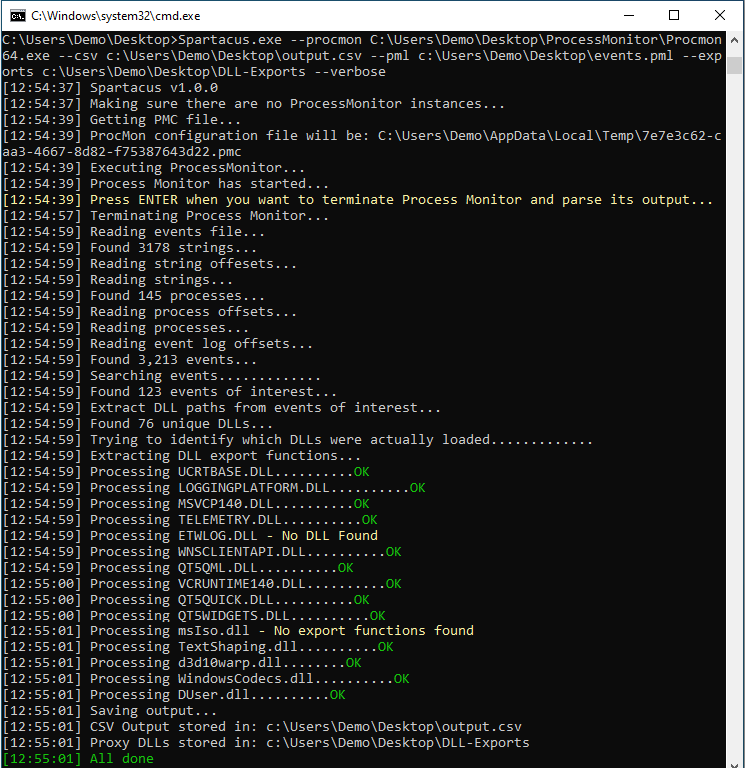 C:\Windows\system32\cmd.exe
C:\Users\Demo\Desktop>Spartacus.exe --procmon C:\Users\Demo\Desktop\ProcessMonitor\Procmon
64.exe --csv c:\Users\Demo\Desktop\output.csv --pml c:\Users\Demo\Desktop\events.pml --exp
orts c:\Users\Demo\Desktop\DLL-Exports --verbose
[12:54:37] Spartacus v1.0.0
[12:54:37] Making sure there are no ProcessMonitor instances...
[12:54:39] Getting PMC file...
[12:54:39] ProcMon configuration file will be: C:\Users\Demo\AppData\Local\Temp\7e7e3c62-c
aa3-4667-8d82-f75387643d22.pmc
[12:54:39] Executing ProcessMonitor...
[12:54:39] Process Monitor has started...
[12:54:39] Press ENTER when you want to terminate Process Monitor and parse its output...
[12:54:57] Terminating Process Monitor...
[12:54:59] Reading events file...
[12:54:59] Found 3178 strings...
[12:54:59] Reading string offesets...
[12:54:59] Reading strings...
[12:54:59] Found 145 processes...
[12:54:59] Reading process offsets...
[12:54:59] Reading processes...
[12:54:59] Reading event log offsets...
[12:54:59] Found 3,213 events...
[12:54:59] Searching events.............
[12:54:59] Found 123 events of interest...
[12:54:59] Extract DLL paths from events of interest...
[12:54:59] Found 76 unique DLLs...
[12:54:59] Trying to identify which DLLs were actually loaded.............
[12:54:59] Extracting DLL export functions...
[12:54:59] Processing UCRTBASE.DLL..........OK
[12:54:59] Processing LOGGINGPLATFORM.DLL..........OK
[12:54:59] Processing MSVCP140.DLL..........OK
[12:54:59] Processing TELEMETRY.DLL..........OK
[12:54:59] Processing ETWLOG.DLL - No DLL Found
[12:54:59] Processing WNSCLIENTAPI.DLL..........OK
[12:54:59] Processing QT5QML.DLL..........OK
[12:55:00] Processing VCRUNTIME140.DLL..........OK
[12:55:00] Processing QT5QUICK.DLL..........OK
[12:55:00] Processing QT5WIDGETS.DLL..........OK
[12:55:01] Processing msIso.dll - No export functions found
[12:55:01] Processing TextShaping.dll..........OK
[12:55:01] Processing d3d10warp.dll........OK
[12:55:01] Processing WindowsCodecs.dll..........OK
[12:55:01] Processing DUser.dll..........OK
[12:55:01] Saving output...
[12:55:01] CSV Output stored in: c:\Users\Demo\Desktop\output.csv
[12:55:01] Proxy DLLs stored in: c:\Users\Demo\Desktop\DLL-Exports
[12:55:01] All done